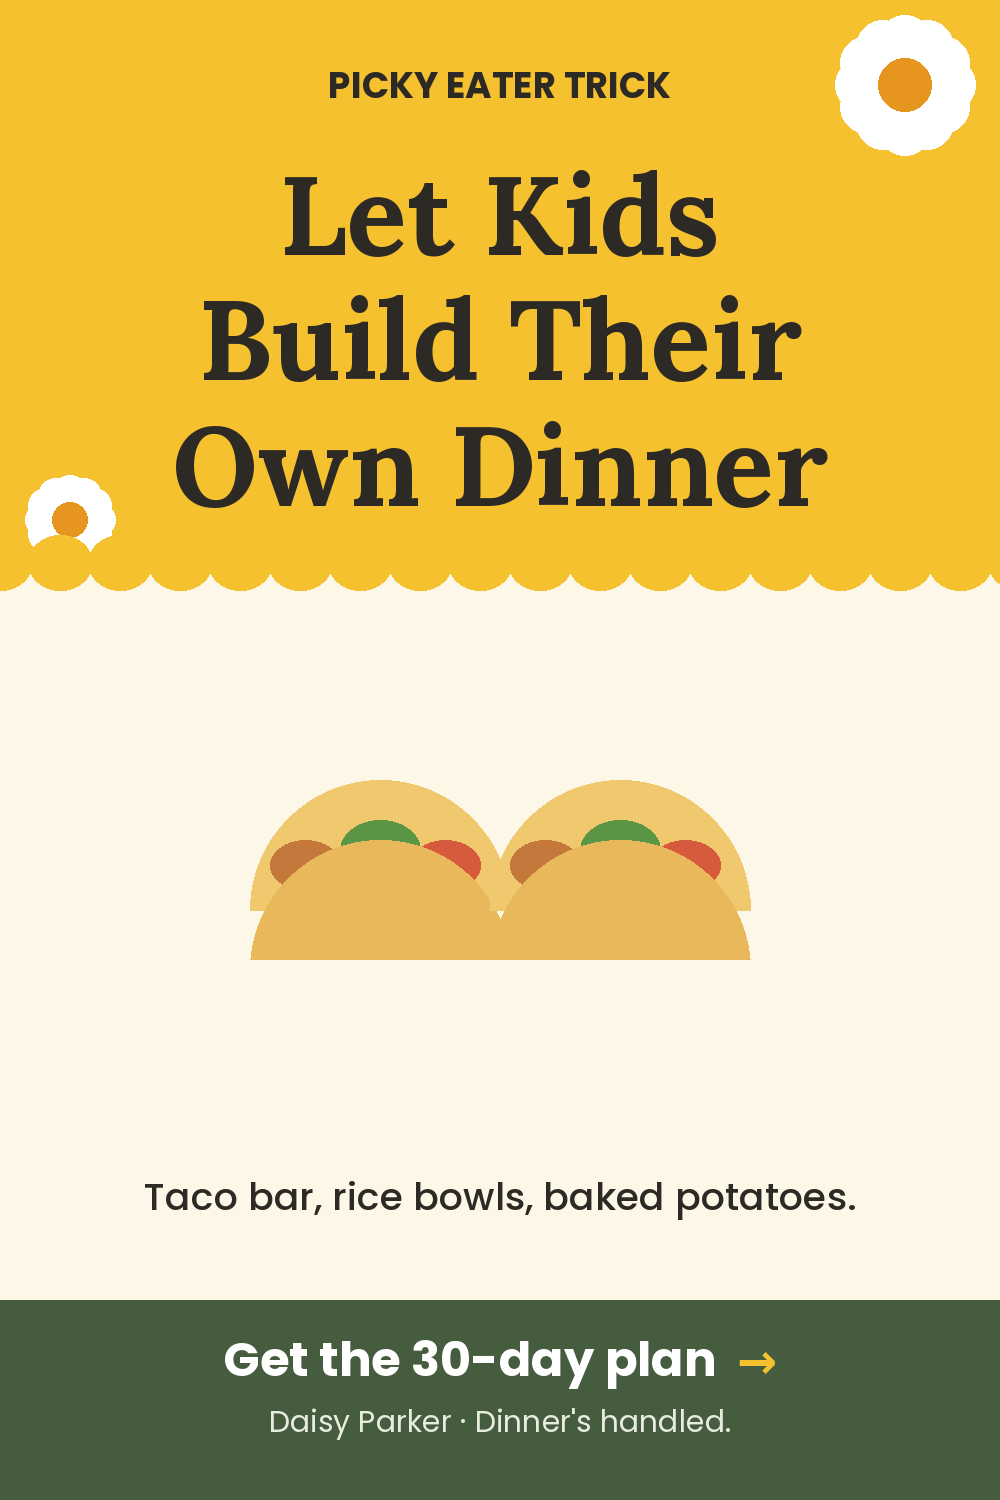 PICKY EATER TRICK
Let Kids
Build Their
Own Dinner
Taco bar, rice bowls, baked potatoes.
Get the 30-day plan →
Daisy Parker · Dinner's handled.